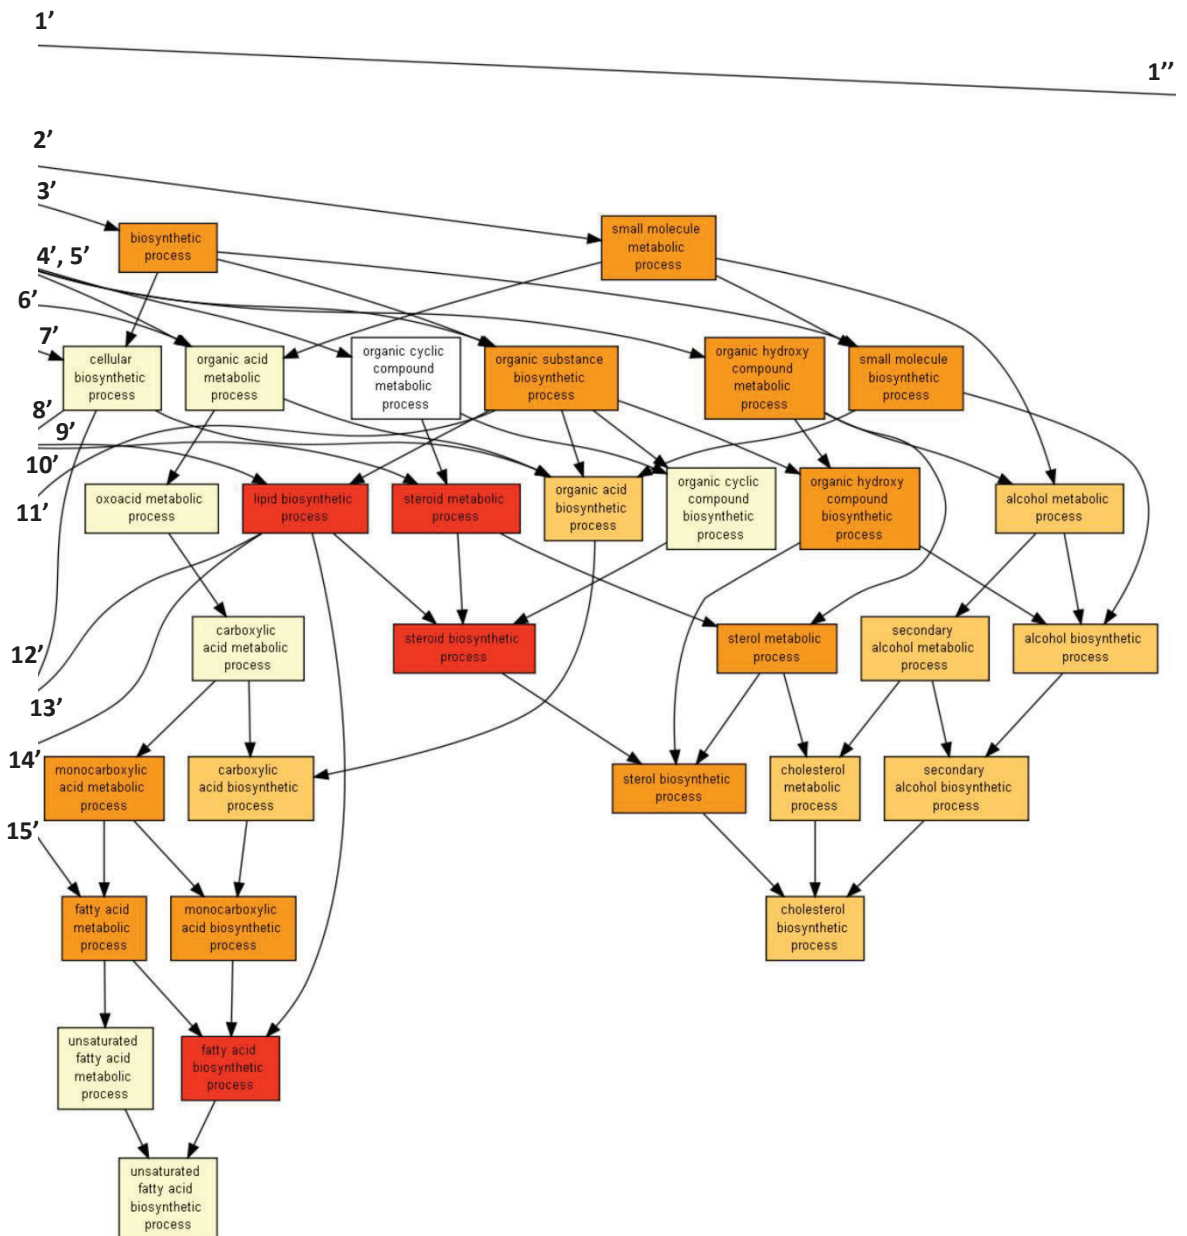 1’
1’’
2’
3’
biosynthetic
process
small molecule
metabolic
process
4’, 5’
6’
7’
cellular
biosynthetic
process
organic acid
metabolic
process
organic cyclic
compound
metabolic
process
organic substance
biosynthetic
process
organic hydroxy
compound
metabolic
process
small molecule
biosynthetic
process
8’
9’
10’
11’
oxoacid metabolic
process
lipid biosynthetic
process
steroid metabolic
process
organic acid
biosynthetic
process
organic cyclic
compound
biosynthetic
process
organic hydroxy
compound
biosynthetic
process
alcohol metabolic
process
12’
13’
carboxylic
acid metabolic
process
steroid biosynthetic
process
sterol metabolic
process
secondary
alcohol metabolic
process
alcohol biosynthetic
process
14’
monocarboxylic
acid metabolic
process
carboxylic
acid biosynthetic
process
sterol biosynthetic
process
cholesterol
metabolic
process
secondary
alcohol biosynthetic
process
15’
fatty acid
metabolic
process
monocarboxylic
acid biosynthetic
process
cholesterol
biosynthetic
process
unsaturated
fatty acid
metabolic
process
fatty acid
biosynthetic
process
unsaturated
fatty acid
biosynthetic
process